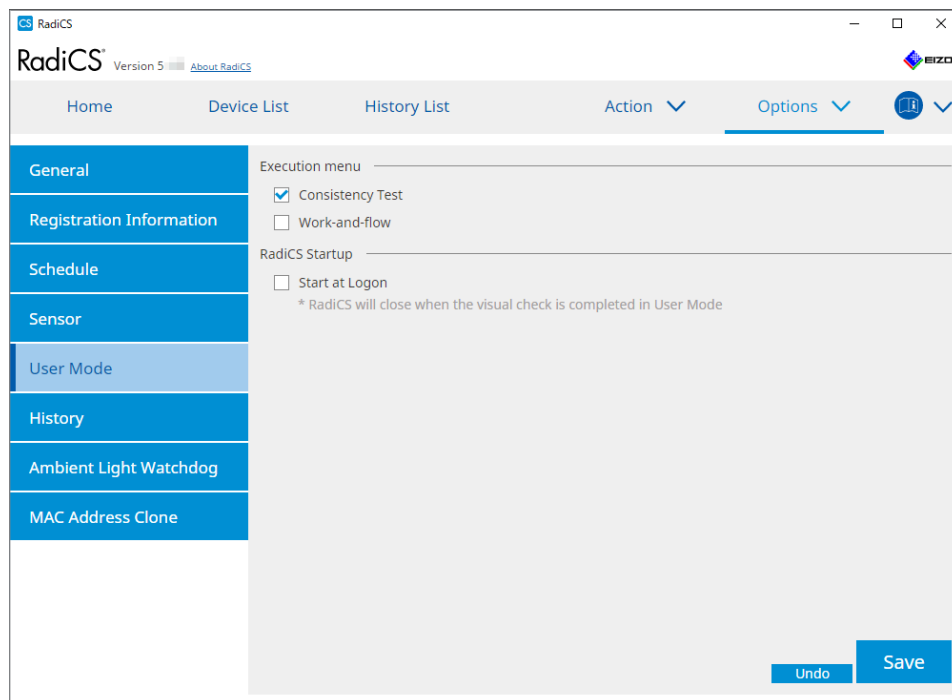 CS RadiCS
RadiCS® Version 5. About RadiCS
EIZO
Home Device List History List Action Options
General
Registration Information
Schedule
Sensor
User Mode
History
Ambient Light Watchdog
MAC Address Clone
Execution menu
Consistency Test
Work-and-flow
RadiCS Startup
Start at Logon
* RadiCS will close when the visual check is completed in User Mode
Undo
Save